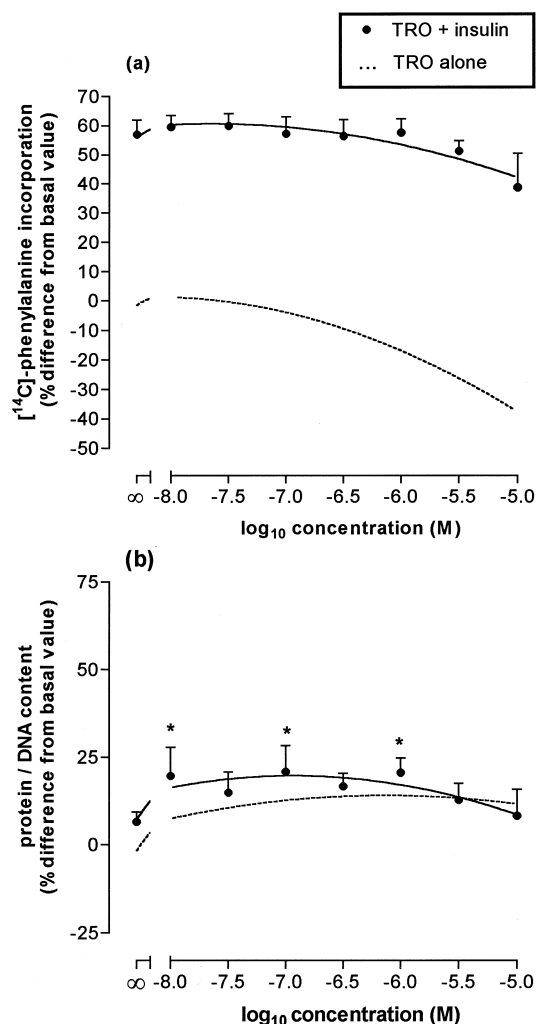 TRO + insulin
... TRO alone
(a)
[14C]-phenylalanine incorporation
(% difference from basal value)
70
60
50
40
30
20
10
0
-10
-20
-30
-40
-50
∞ -8.0 -7.5 -7.0 -6.5 -6.0 -5.5 -5.0
log10 concentration (M)
(b)
protein / DNA content
(% difference from basal value)
75
50
25
0
-25
* * *
∞ -8.0 -7.5 -7.0 -6.5 -6.0 -5.5 -5.0
log10 concentration (M)